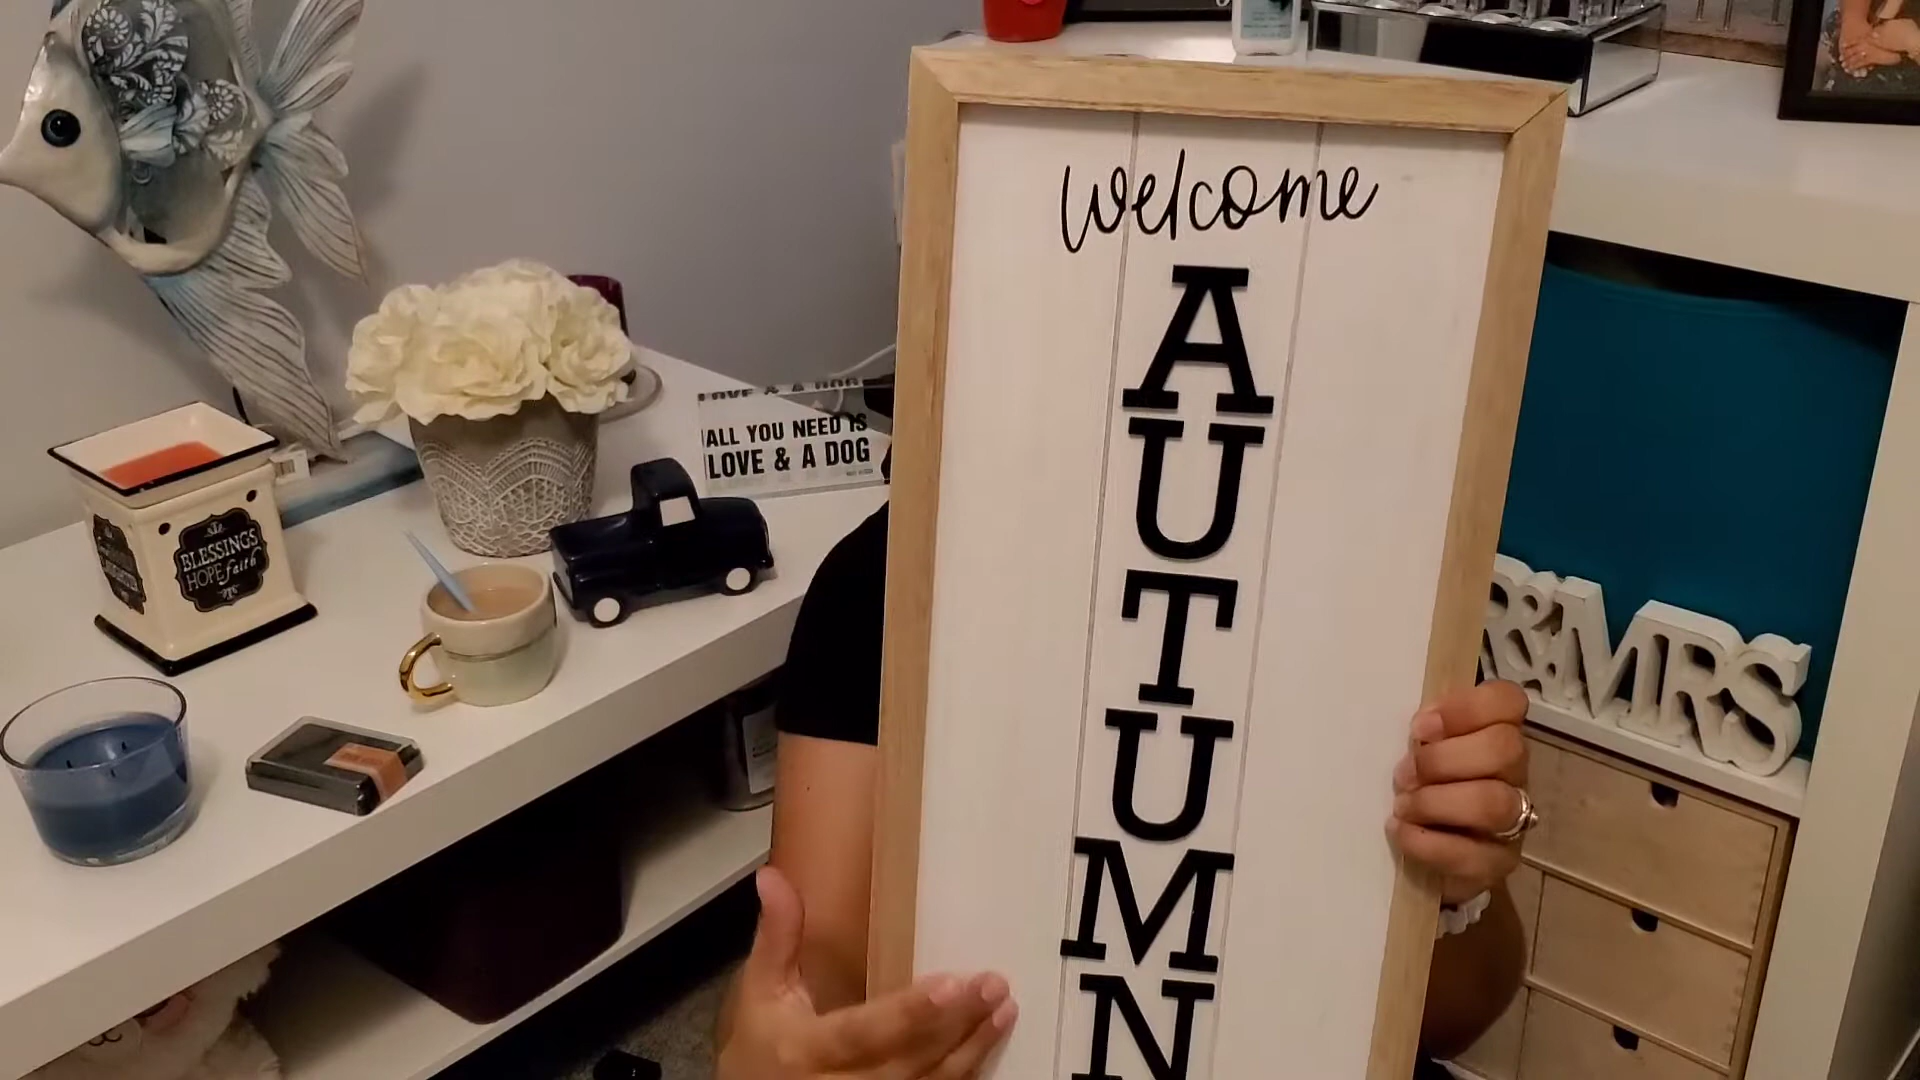 welcome
A
U
T
U
M
N
ALL YOU NEED IS
LOVE & A DOG
BLESSINGS
HOPE faith
R&MRS